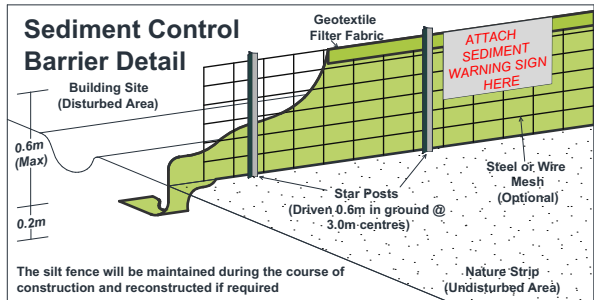 Sediment Control
Barrier Detail
Geotextile
Filter Fabric
ATTACH
SEDIMENT
WARNING SIGN
HERE
Building Site
(Disturbed Area)
0.6m
(Max)
0.2m
Star Posts
(Driven 0.6m in ground @
3.0m centres)
Steel or Wire
Mesh
(Optional)
The silt fence will be maintained during the course of
construction and reconstructed if required
Nature Strip
(Undisturbed Area)